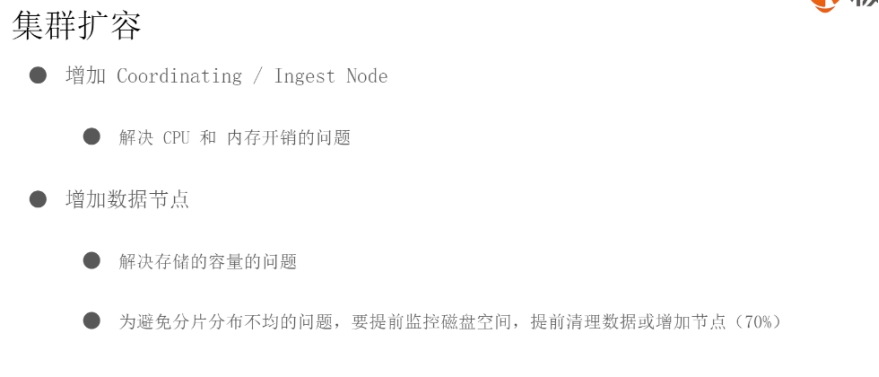 集群扩容
增加 Coordinating / Ingest Node
解决 CPU 和 内存开销的问题
增加数据节点
解决存储的容量的问题
为避免分片分布不均的问题，要提前监控磁盘空间，提前清理数据或增加节点（70%）